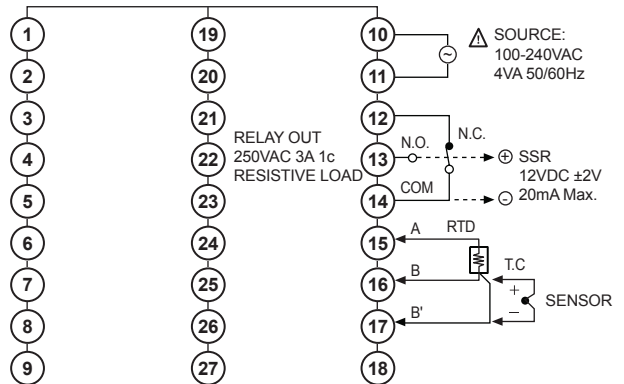 1
19
10
SOURCE:
100-240VAC
4VA 50/60Hz
2
20
11
3
21
12
4
22
13
5
23
14
RELAY OUT
250VAC 3A 1c
RESISTIVE LOAD
N.O.
N.C.
COM
SSR
12VDC ±2V
20mA Max.
6
24
15
A
RTD
7
25
16
B
T.C
+
−
SENSOR
8
26
17
B'
9
27
18